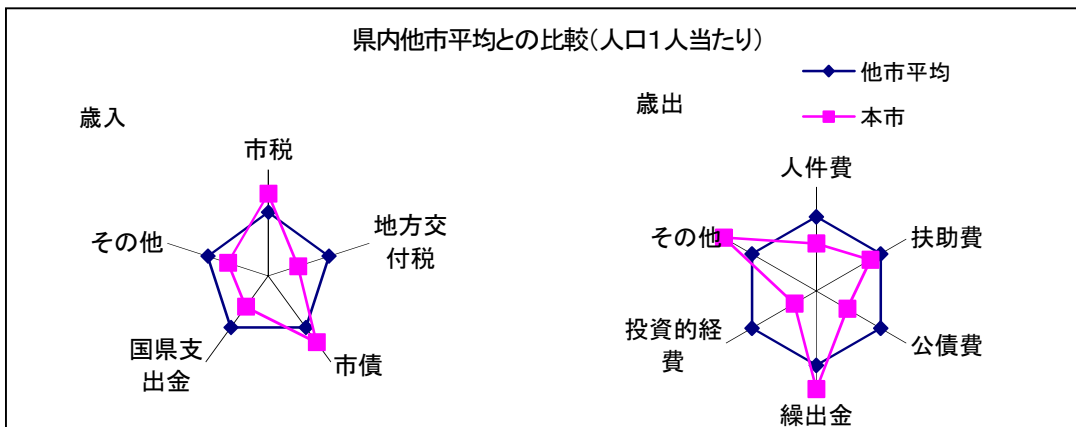 県内他市平均との比較(人口１人当たり)
歳入
市税
地方交
付税
市債
国県支
出金
その他
歳出
他市平均
本市
人件費
扶助費
公債費
繰出金
投資的経
費
その他